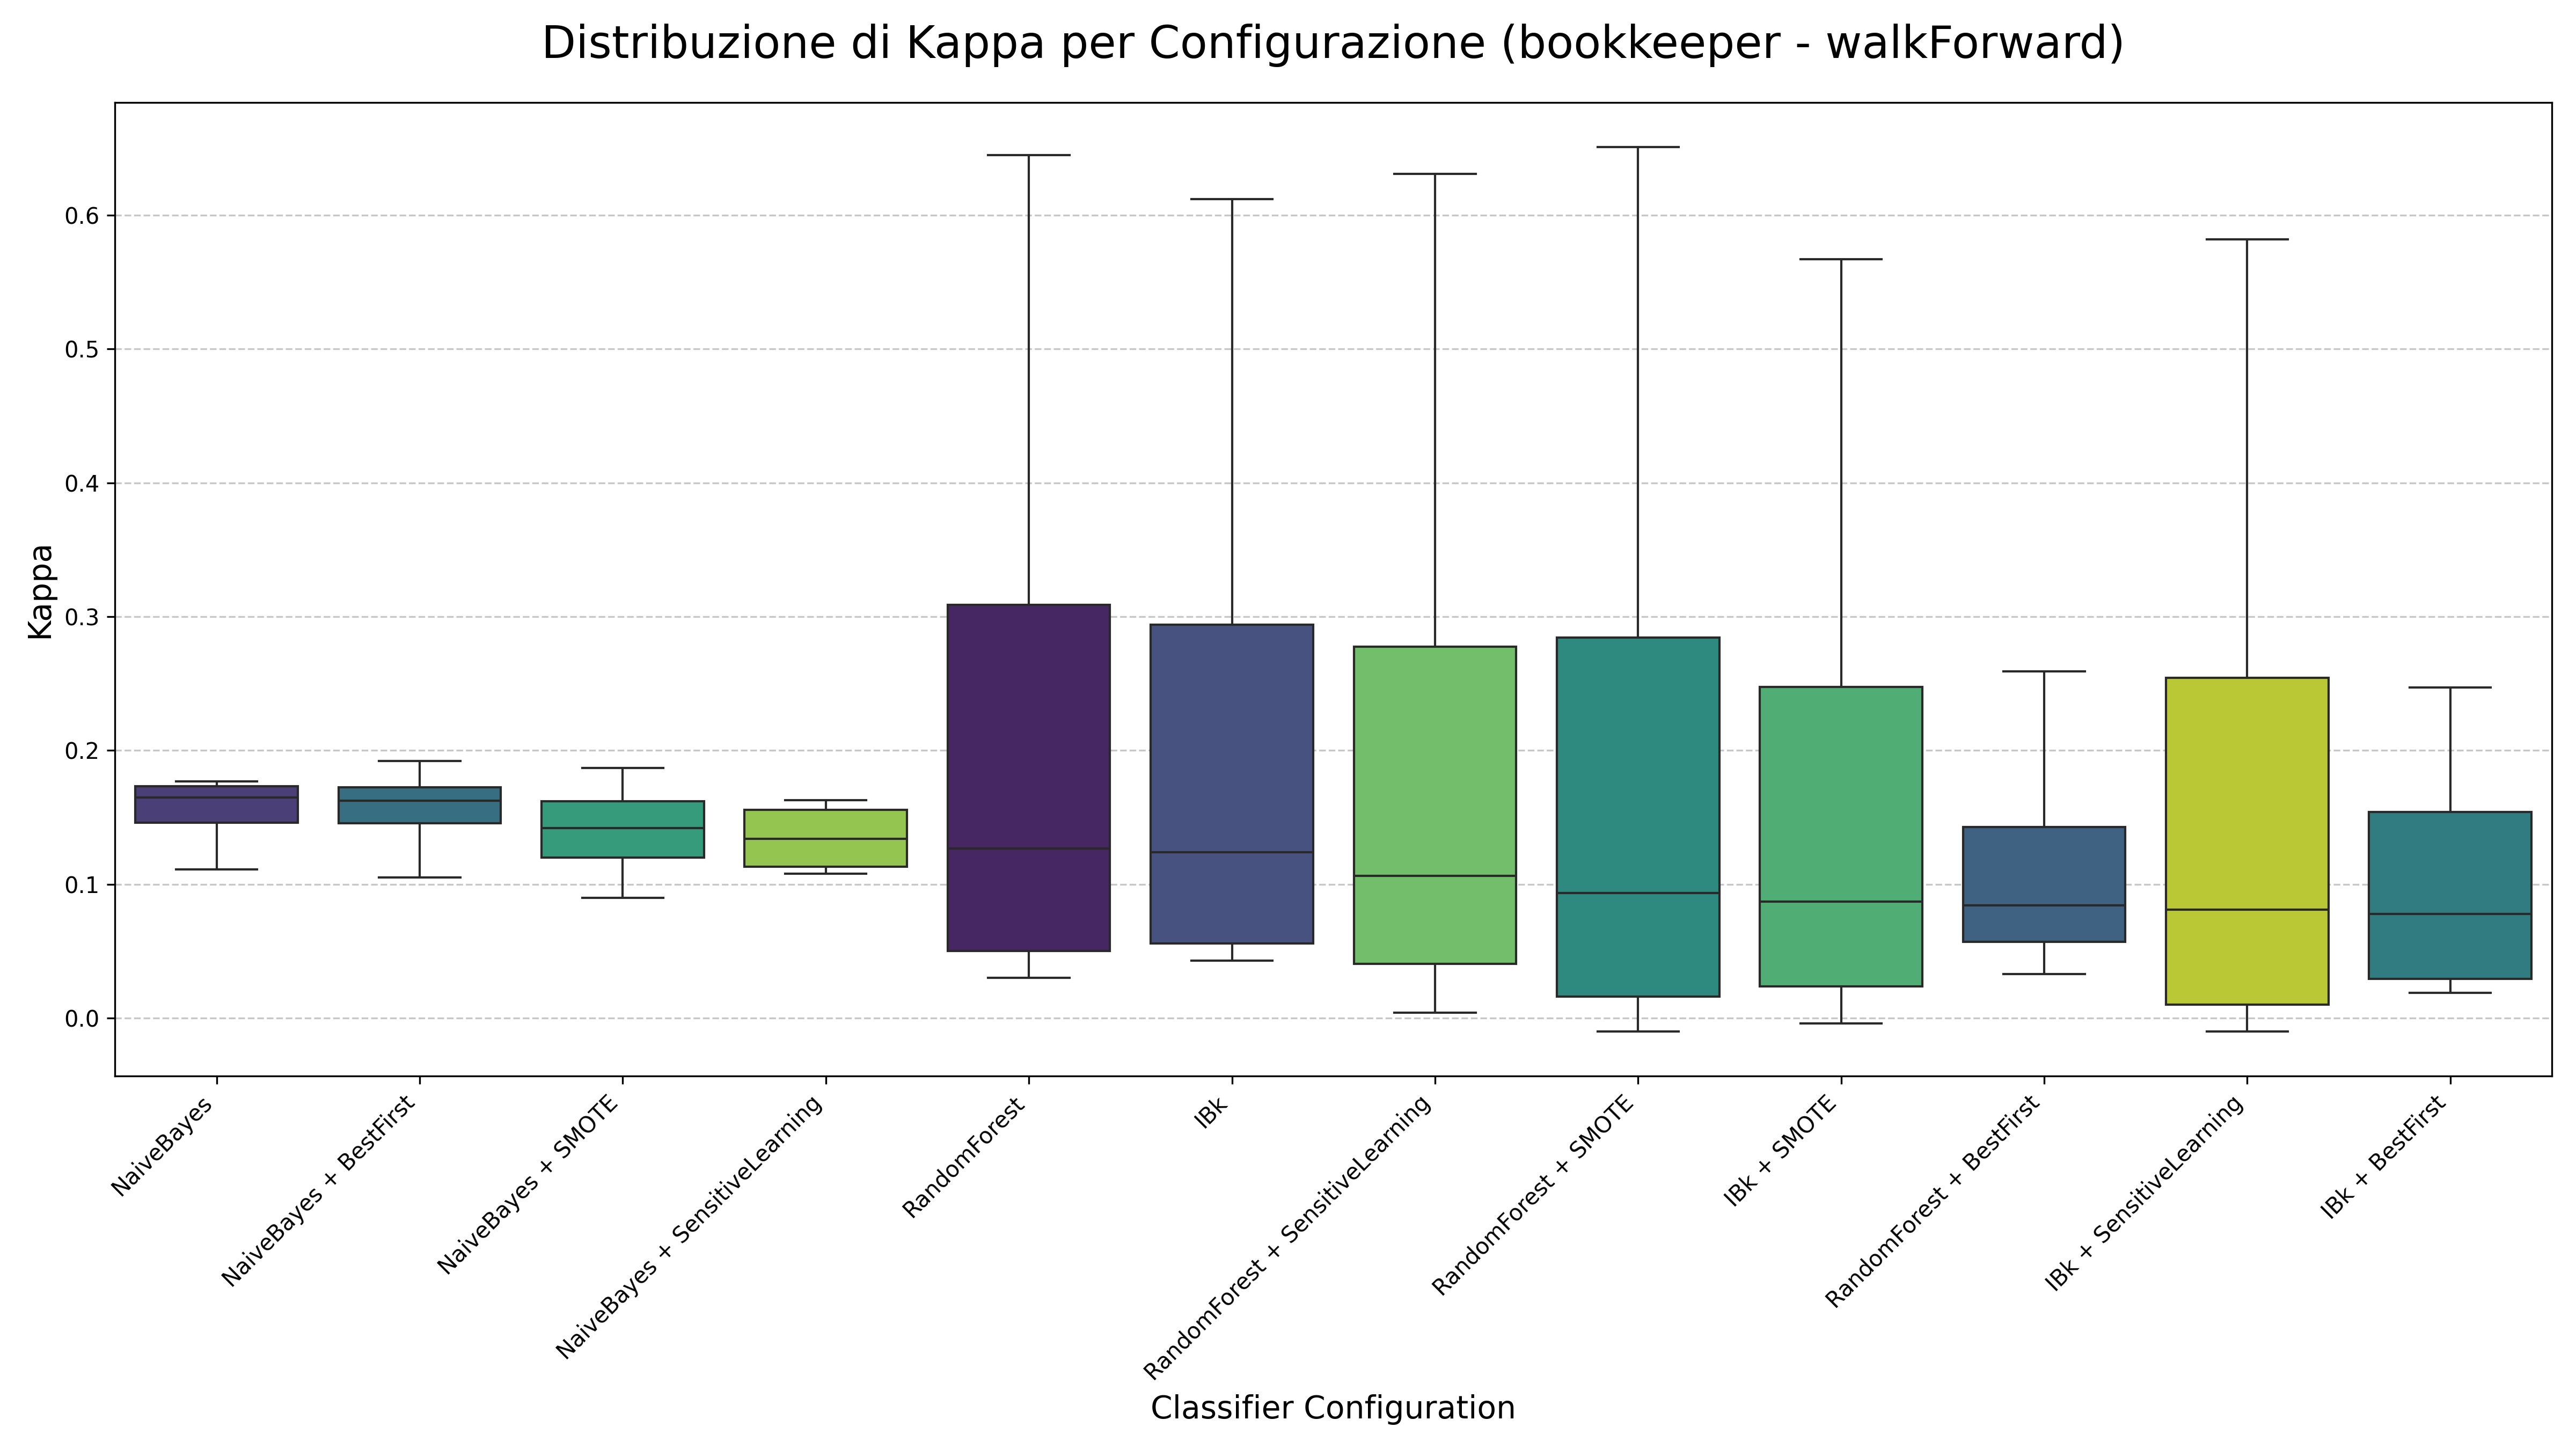 Distribuzione di Kappa per Configurazione (bookkeeper - walkForward)
Kappa
0.6
0.5
0.4
0.3
0.2
0.1
0.0
NaiveBayes
NaiveBayes + BestFirst
NaiveBayes + SMOTE
NaiveBayes + SensitiveLearning
RandomForest
IBk
RandomForest + SensitiveLearning
RandomForest + SMOTE
IBk + SMOTE
RandomForest + BestFirst
IBk + SensitiveLearning
IBk + BestFirst
Classifier Configuration